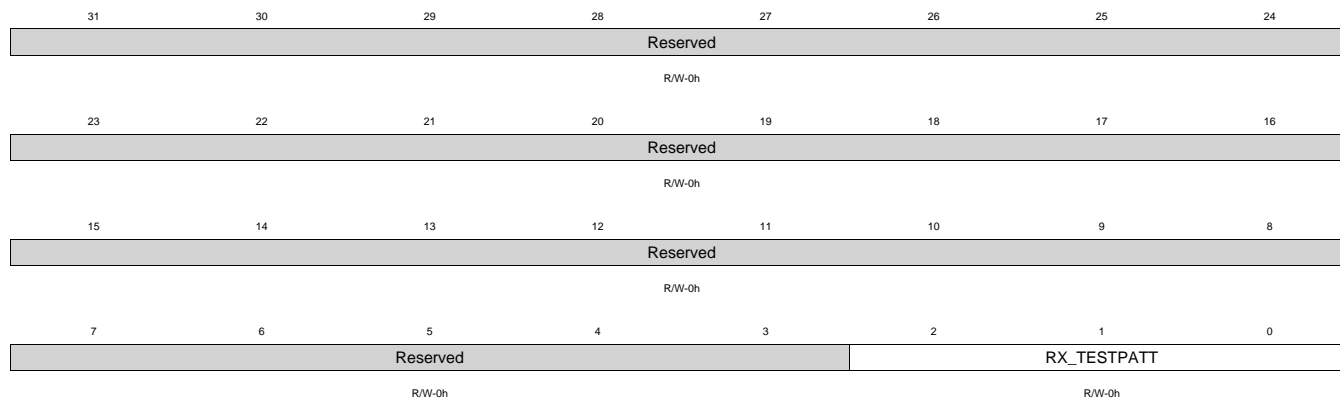 31 30 29 28 27 26 25 24
Reserved
R/W-0h
23 22 21 20 19 18 17 16
Reserved
R/W-0h
15 14 13 12 11 10 9 8
Reserved
R/W-0h
7 6 5 4 3 2 1 0
Reserved RX_TESTPATT
R/W-0h R/W-0h